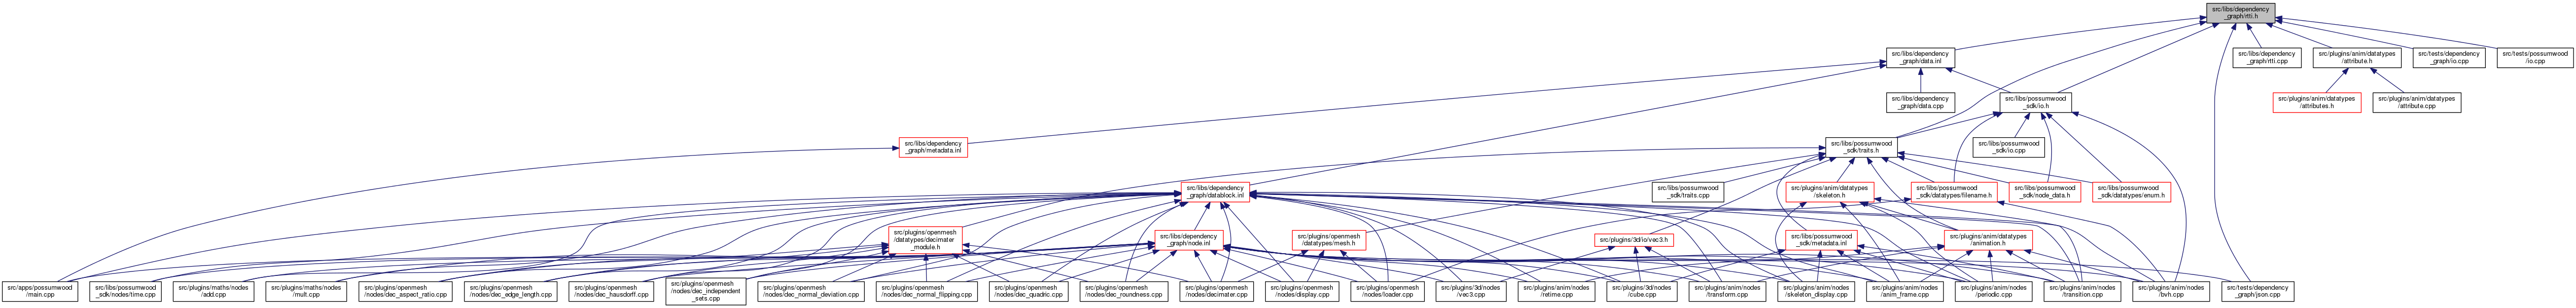 src/libs/dependency
_graph/rtti.h
src/libs/dependency
_graph/data.inl
src/libs/dependency
_graph/rtti.cpp
src/plugins/anim/datatypes
/attribute.h
src/tests/dependency
_graph/io.cpp
src/tests/possumwood
/io.cpp
src/libs/dependency
_graph/data.cpp
src/libs/possumwood
_sdk/io.h
src/plugins/anim/datatypes
/attributes.h
src/plugins/anim/datatypes
/attribute.cpp
src/libs/dependency
_graph/metadata.inl
src/libs/possumwood
_sdk/traits.h
src/libs/possumwood
_sdk/io.cpp
src/libs/dependency
_graph/datablock.inl
src/libs/possumwood
_sdk/traits.cpp
src/plugins/anim/datatypes
/skeleton.h
src/libs/possumwood
_sdk/datatypes/filename.h
src/libs/possumwood
_sdk/node_data.h
src/libs/possumwood
_sdk/datatypes/enum.h
src/plugins/openmesh
/datatypes/decimater
_module.h
src/libs/dependency
_graph/node.inl
src/plugins/openmesh
/datatypes/mesh.h
src/plugins/3d/io/vec3.h
src/libs/possumwood
_sdk/metadata.inl
src/plugins/anim/datatypes
/animation.h
src/apps/possumwood
/main.cpp
src/libs/possumwood
_sdk/nodes/time.cpp
src/plugins/maths/nodes
/add.cpp
src/plugins/maths/nodes
/mult.cpp
src/plugins/openmesh
/nodes/dec_aspect_ratio.cpp
src/plugins/openmesh
/nodes/dec_edge_length.cpp
src/plugins/openmesh
/nodes/dec_hausdorff.cpp
src/plugins/openmesh
/nodes/dec_independent
_sets.cpp
src/plugins/openmesh
/nodes/dec_normal_deviation.cpp
src/plugins/openmesh
/nodes/dec_normal_flipping.cpp
src/plugins/openmesh
/nodes/dec_quadric.cpp
src/plugins/openmesh
/nodes/dec_roundness.cpp
src/plugins/openmesh
/nodes/decimater.cpp
src/plugins/openmesh
/nodes/display.cpp
src/plugins/openmesh
/nodes/loader.cpp
src/plugins/3d/nodes
/vec3.cpp
src/plugins/anim/nodes
/retime.cpp
src/plugins/3d/nodes
/cube.cpp
src/plugins/3d/nodes
/transform.cpp
src/plugins/anim/nodes
/skeleton_display.cpp
src/plugins/anim/nodes
/anim_frame.cpp
src/plugins/anim/nodes
/periodic.cpp
src/plugins/anim/nodes
/transition.cpp
src/plugins/anim/nodes
/bvh.cpp
src/tests/dependency
_graph/json.cpp